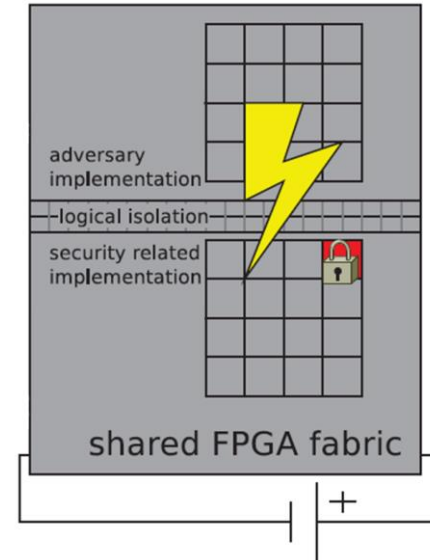 adversary
implementation
logical isolation
security related
implementation
shared FPGA fabric
+